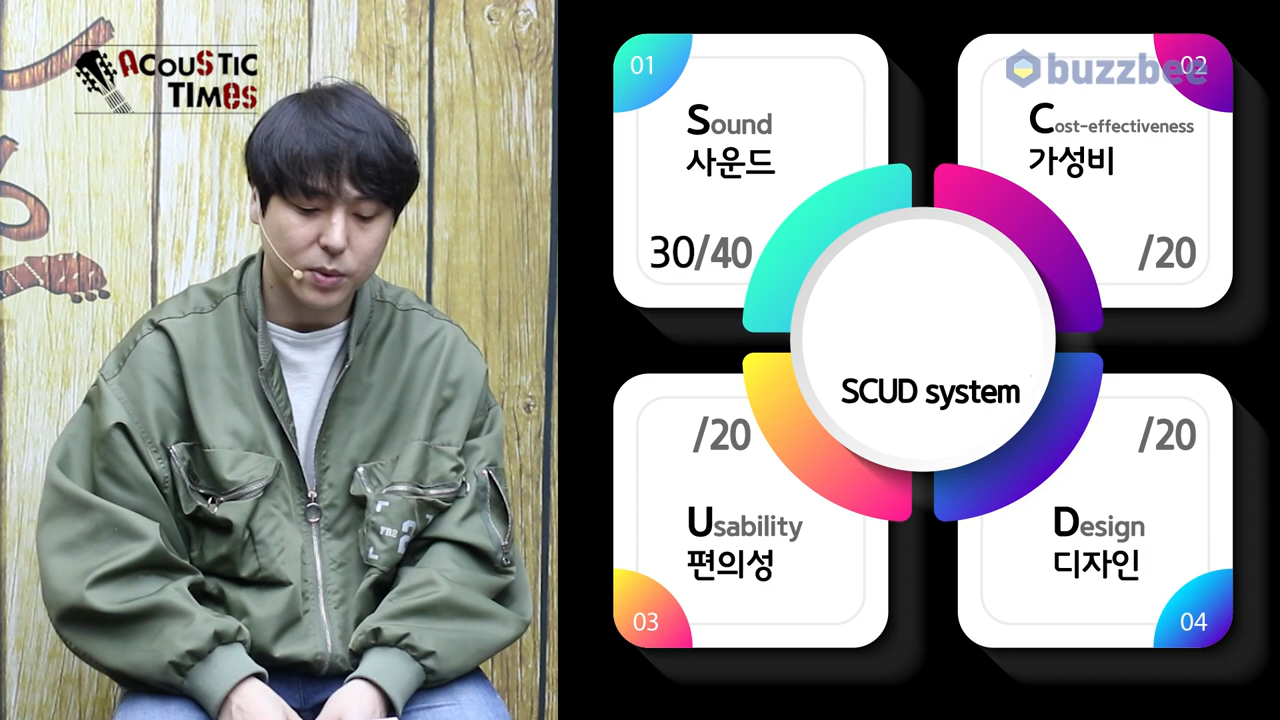 ACOUSTIC
TIMES
01
Sound
사운드
30/40
buzzbee
02
Cost-effectiveness
가성비
/20
SCUD system
/20
Usability
편의성
03
/20
Design
디자인
04